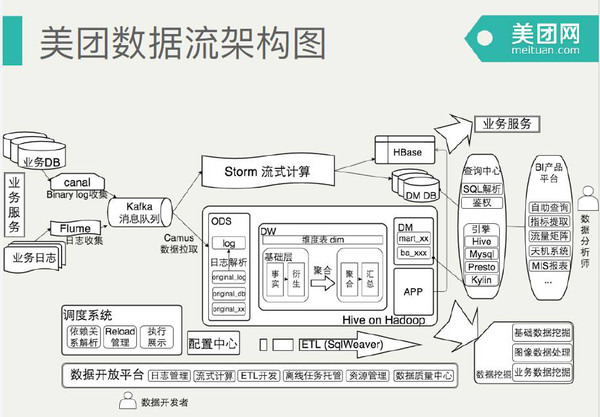 美团数据流架构图
美团网
meituan.com
业务服务
业务DB
canal
Binary log收集
Flume
日志收集
业务日志
Kafka
消息队列
Camus
数据拉取
Storm 流式计算
HBase
DM DB
业务服务
ODS
log
日志解析
original_log
original_db
original_xx
DW
维度表 dim
基础层
事实
衍生
聚合
聚合
汇总
DM
mart_xx
ba_xxx
APP
Hive on Hadoop
查询中心
SQL解析
鉴权
引擎
Hive
Mysql
Presto
Kylin
BI产品
平台
自助查询
指标提取
流量矩阵
天机系统
MIS报表
...
数据分析师
调度系统
依赖关
系解析
Reload
管理
执行
展示
配置中心
ETL (SqlWeaver)
基础数据挖掘
图像数据处理
数据挖掘
业务数据挖掘
数据开放平台
日志管理
流式计算
ETL开发
离线任务托管
资源管理
数据质量中心
数据开发者